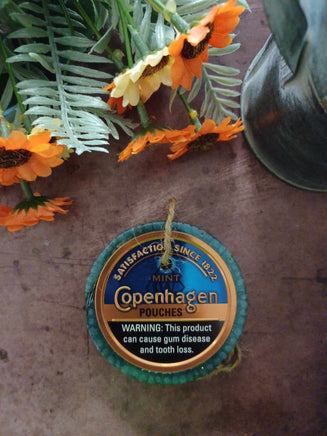 SATISFACTION SINCE 1822
MINT
Copenhagen
POUCHES
WARNING: This product
can cause gum disease
and tooth loss.